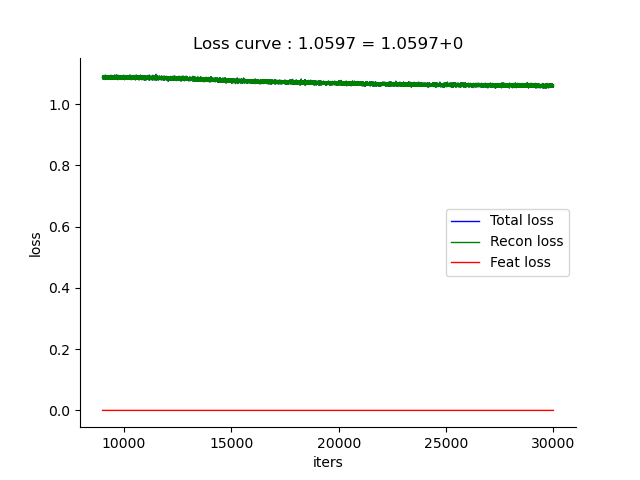 Loss curve : 1.0597 = 1.0597+0
1.0
0.8
0.6
0.4
0.2
0.0
loss
Total loss
Recon loss
Feat loss
10000 15000 20000 25000 30000
iters